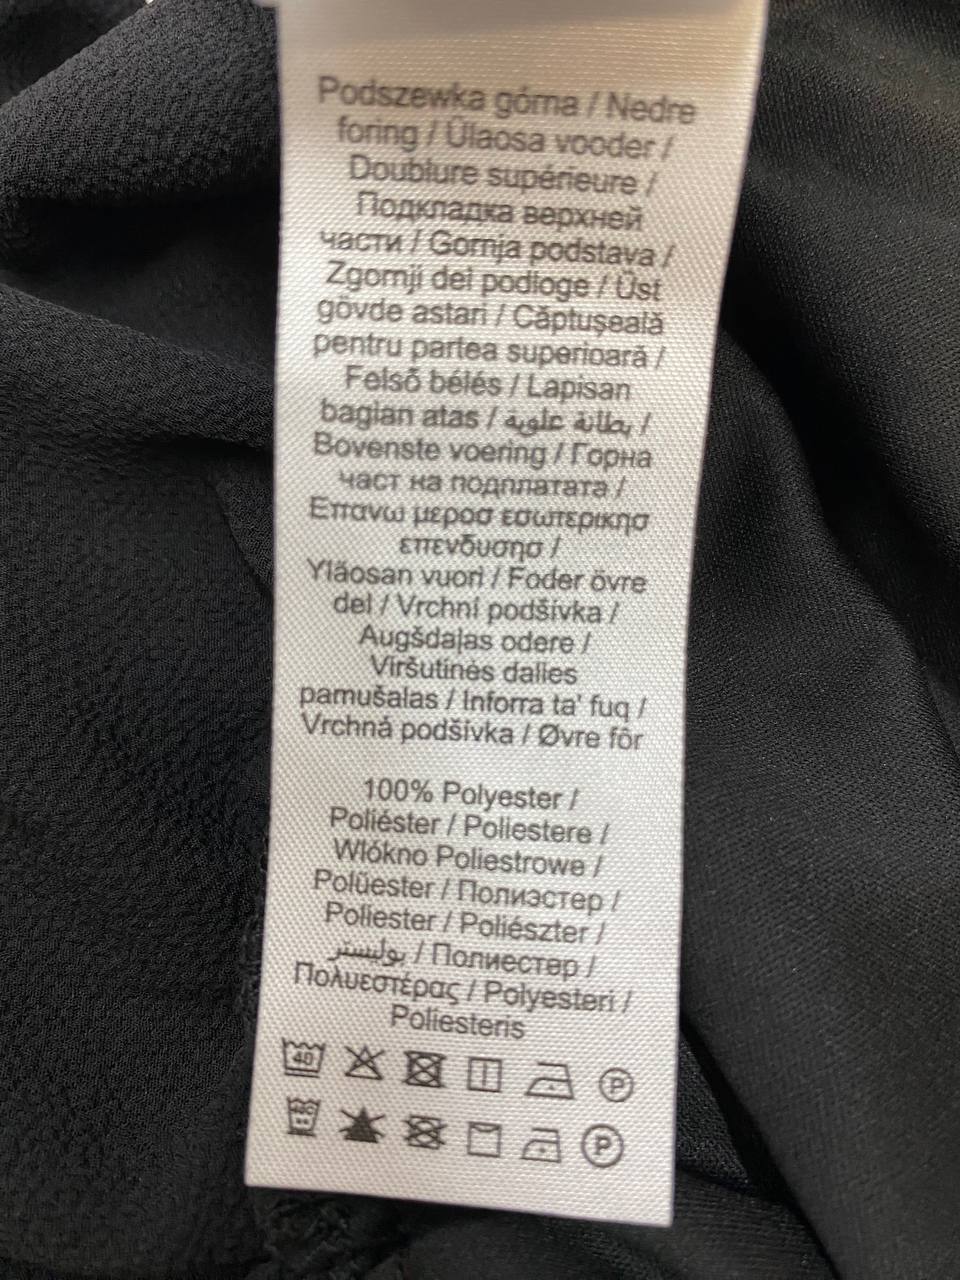 Podszewka górna / Nedre
foring / Ülaosa vooder /
Doublure supérieure /
Подкладка верхней
части / Gornja podstava /
Zgornji del podloge / Üst
gövde astari / Căptuşeală
pentru partea superioară /
Felső bélés / Lapisan
bagian atas / بطانة علوية /
Bovenste voering / Горна
част на подплатата /
Επανω μεροσ εσωτερικησ
επενδυσησ /
Yläosan vuori / Foder övre
del / Vrchní podšívka /
Augšdaļas odere /
Viršutinės dalies
pamušalas / Inforra ta' fuq /
Vrchná podšívka / Øvre fôr
100% Polyester /
Poliéster / Poliestere /
Wlókno Poliestrowe /
Polüester / Полиэстер /
Poliester / Poliészter /
بوليستر / Полиестер /
Πολυεστέρας / Polyesteri /
Poliesteris
40 P
P